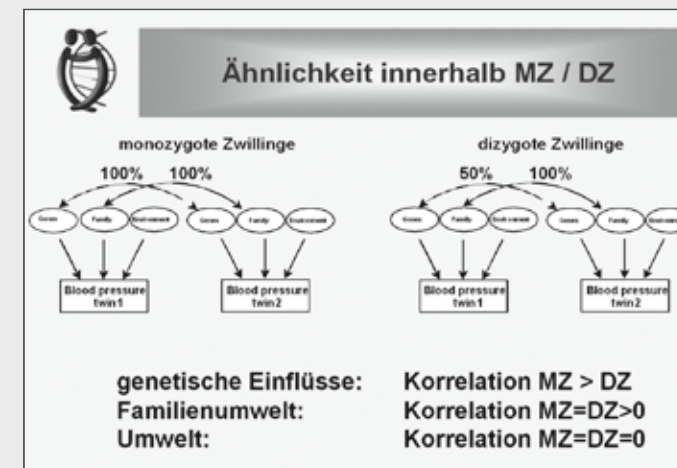 Ähnlichkeit innerhalb MZ / DZ
monozygote Zwillinge
100% 100%
Genes Family Environment Genes Family Environment
Blood pressure
twin1
Blood pressure
twin2
dizygote Zwillinge
50% 100%
Genes Family Environment Genes Family
Blood pressure
twin1
Blood pressure
twin2
genetische Einflüsse: Korrelation MZ > DZ
Familienumwelt: Korrelation MZ=DZ>0
Umwelt: Korrelation MZ=DZ=0